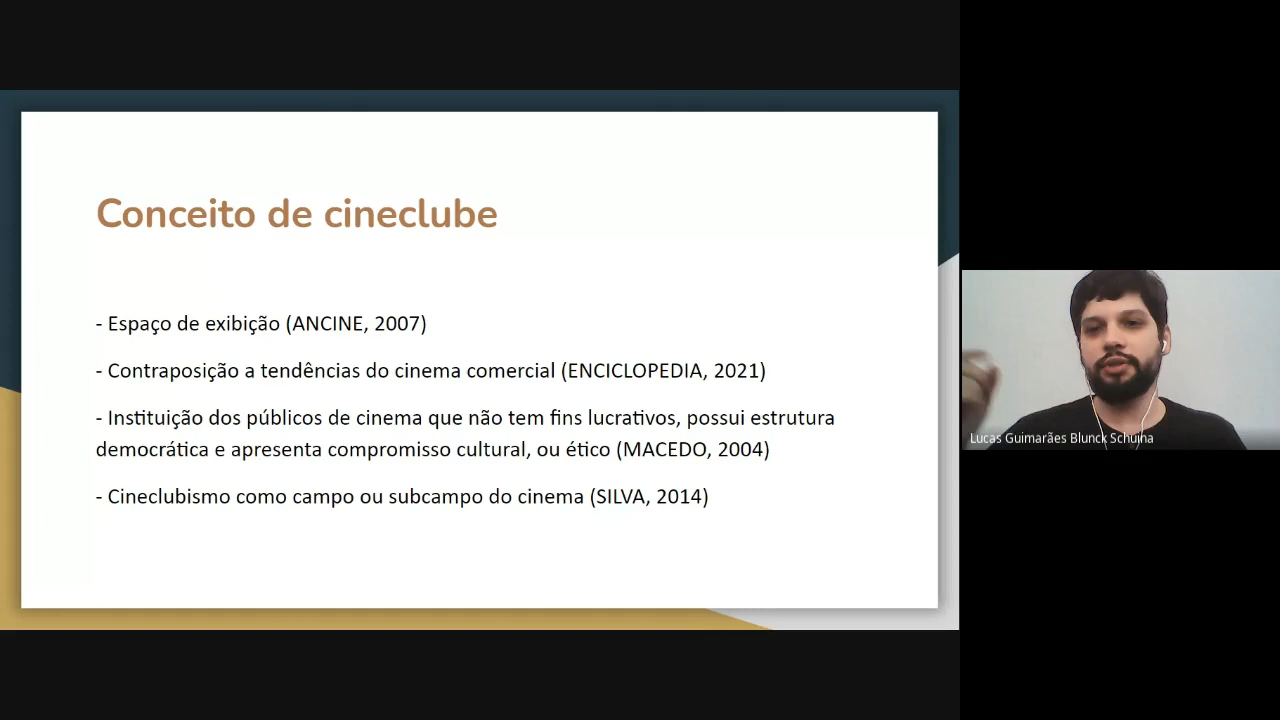 Conceito de cineclube
- Espaço de exibição (ANCINE, 2007)
- Contraposição a tendências do cinema comercial (ENCICLOPEDIA, 2021)
- Instituição dos públicos de cinema que não tem fins lucrativos, possui estrutura
democrática e apresenta compromisso cultural, ou ético (MACEDO, 2004)
- Cineclubismo como campo ou subcampo do cinema (SILVA, 2014)
Lucas Guimarães Blunck Schuina